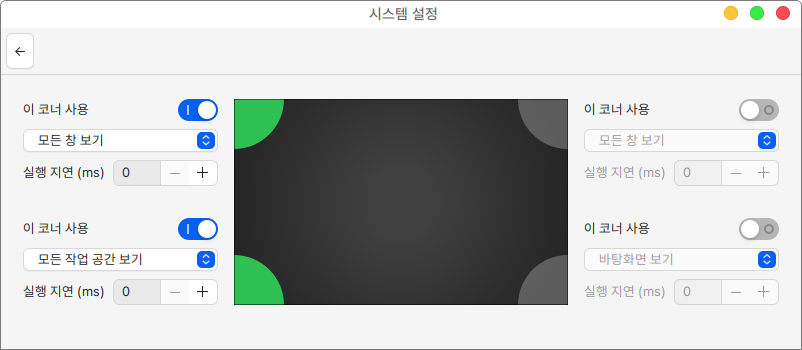 시스템 설정
이 코너 사용
모든 창 보기
실행 지연 (ms) 0
이 코너 사용
모든 작업 공간 보기
실행 지연 (ms) 0
이 코너 사용
모든 창 보기
실행 지연 (ms) 0
이 코너 사용
바탕화면 보기
실행 지연 (ms) 0